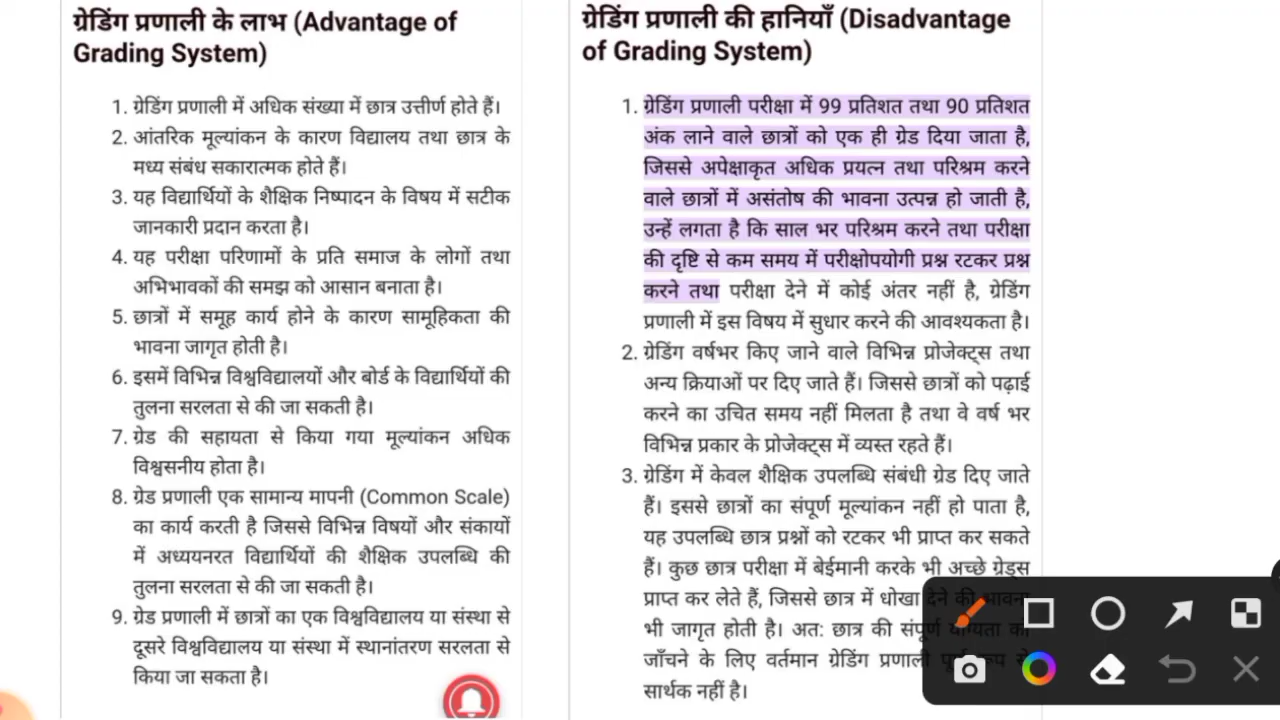 ग्रेडिंग प्रणाली के लाभ (Advantage of
Grading System)
1. ग्रेडिंग प्रणाली में अधिक संख्या में छात्र उत्तीर्ण होते हैं।
2. आंतरिक मूल्यांकन के कारण विद्यालय तथा छात्र के
मध्य संबंध सकारात्मक होते हैं।
3. यह विद्यार्थियों के शैक्षिक निष्पादन के विषय में सटीक
जानकारी प्रदान करता है।
4. यह परीक्षा परिणामों के प्रति समाज के लोगों तथा
अभिभावकों की समझ को आसान बनाता है।
5. छात्रों में समूह कार्य होने के कारण सामूहिकता की
भावना जागृत होती है।
6. इसमें विभिन्न विश्वविद्यालयों और बोर्ड के विद्यार्थियों की
तुलना सरलता से की जा सकती है।
7. ग्रेड की सहायता से किया गया मूल्यांकन अधिक
विश्वसनीय होता है।
8. ग्रेड प्रणाली एक सामान्य मापनी (Common Scale)
का कार्य करती है जिससे विभिन्न विषयों और संकायों
में अध्ययनरत विद्यार्थियों की शैक्षिक उपलब्धि की
तुलना सरलता से की जा सकती है।
9. ग्रेड प्रणाली में छात्रों का एक विश्वविद्यालय या संस्था से
दूसरे विश्वविद्यालय या संस्था में स्थानांतरण सरलता से
किया जा सकता है।
ग्रेडिंग प्रणाली की हानियाँ (Disadvantage
of Grading System)
1. ग्रेडिंग प्रणाली परीक्षा में 99 प्रतिशत तथा 90 प्रतिशत
अंक लाने वाले छात्रों को एक ही ग्रेड दिया जाता है,
जिससे अपेक्षाकृत अधिक प्रयत्न तथा परिश्रम करने
वाले छात्रों में असंतोष की भावना उत्पन्न हो जाती है,
उन्हें लगता है कि साल भर परिश्रम करने तथा परीक्षा
की दृष्टि से कम समय में परीक्षोपयोगी प्रश्न रटकर प्रश्न
करने तथा परीक्षा देने में कोई अंतर नहीं है, ग्रेडिंग
प्रणाली में इस विषय में सुधार करने की आवश्यकता है।
2. ग्रेडिंग वर्षभर किए जाने वाले विभिन्न प्रोजेक्ट्स तथा
अन्य क्रियाओं पर दिए जाते हैं। जिससे छात्रों को पढ़ाई
करने का उचित समय नहीं मिलता है तथा वे वर्ष भर
विभिन्न प्रकार के प्रोजेक्ट्स में व्यस्त रहते हैं।
3. ग्रेडिंग में केवल शैक्षिक उपलब्धि संबंधी ग्रेड दिए जाते
हैं। इससे छात्रों का संपूर्ण मूल्यांकन नहीं हो पाता है,
यह उपलब्धि छात्र प्रश्नों को रटकर भी प्राप्त कर सकते
हैं। कुछ छात्र परीक्षा में बेईमानी करके भी अच्छे ग्रेड्स
प्राप्त कर लेते हैं, जिससे छात्र में धोखा देने की भावना
भी जागृत होती है। अत: छात्र की संपूर्ण योग्यता को
जाँचने के लिए वर्तमान ग्रेडिंग प्रणाली पूर्ण रूप से
सार्थक नहीं है।